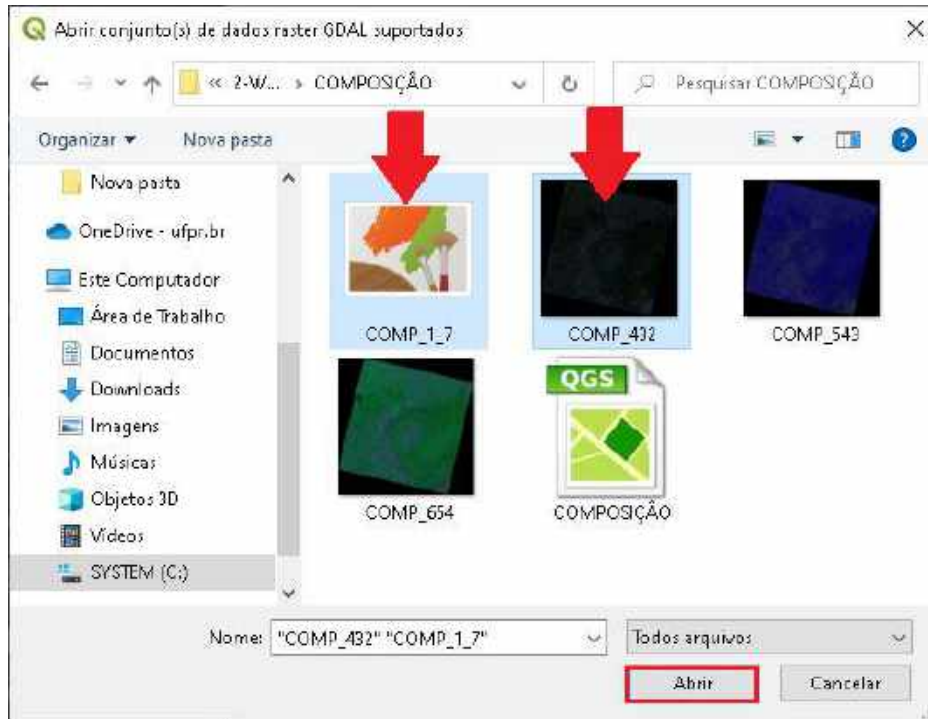 Abrir conjunto(s) de dados raster GDAL suportados
« 2-W... › COMPOSIÇÃO
Pesquisar COMPOSIÇÃO
Organizar
Nova pasta
Nova pasta
OneDrive - ufpr.br
Este Computador
Área de Trabalho
Documentos
Downloads
Imagens
Músicas
Objetos 3D
Vídeos
SYSTEM (C:)
COMP_1_7
COMP_432
COMP_543
COMP_654
QGS
COMPOSIÇÃO
Nome: "COMP_432" "COMP_1_7"
Todos arquivos
Abrir
Cancelar